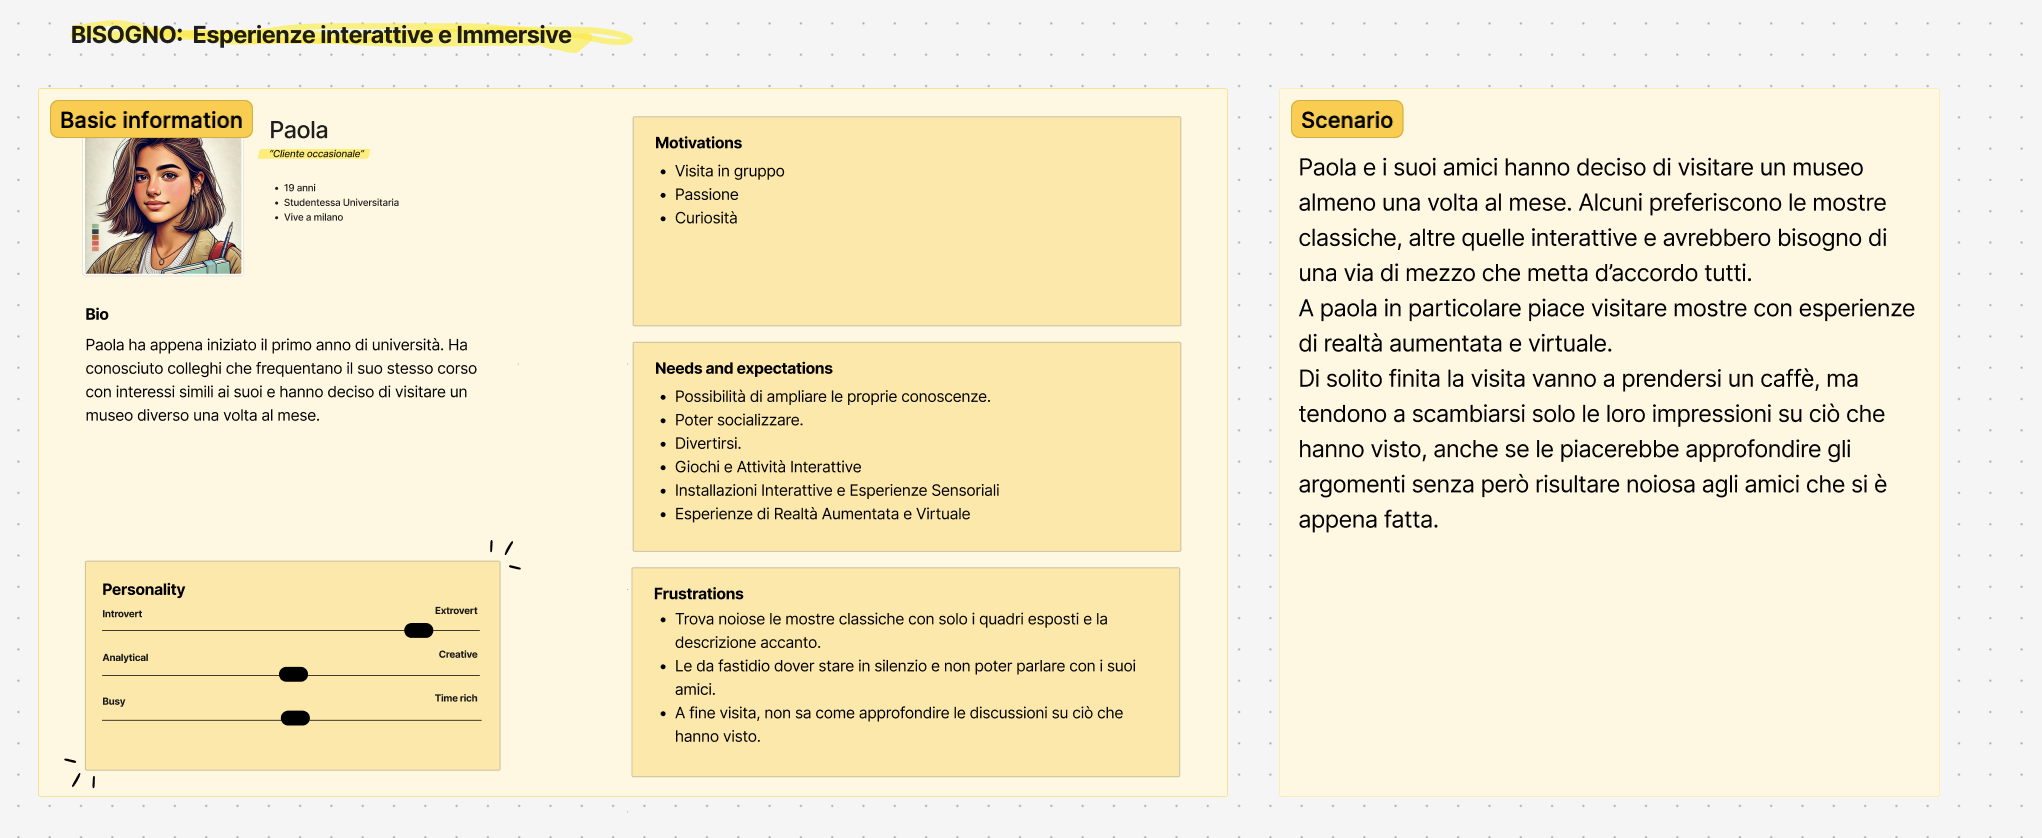 BISOGNO: Esperienze interattive e Immersive
Basic information
Paola
“Cliente occasionale”
• 19 anni
• Studentessa Universitaria
• Vive a milano
Bio
Paola ha appena iniziato il primo anno di università. Ha
conosciuto colleghi che frequentano il suo stesso corso
con interessi simili ai suoi e hanno deciso di visitare un
museo diverso una volta al mese.
Personality
Introvert Extrovert
Analytical Creative
Busy Time rich
Motivations
• Visita in gruppo
• Passione
• Curiosità
Needs and expectations
• Possibilità di ampliare le proprie conoscenze.
• Poter socializzare.
• Divertirsi.
• Giochi e Attività Interattive
• Installazioni Interattive e Esperienze Sensoriali
• Esperienze di Realtà Aumentata e Virtuale
Frustrations
• Trova noiose le mostre classiche con solo i quadri esposti e la
descrizione accanto.
• Le da fastidio dover stare in silenzio e non poter parlare con i suoi
amici.
• A fine visita, non sa come approfondire le discussioni su ciò che
hanno visto.
Scenario
Paola e i suoi amici hanno deciso di visitare un museo
almeno una volta al mese. Alcuni preferiscono le mostre
classiche, altre quelle interattive e avrebbero bisogno di
una via di mezzo che metta d’accordo tutti.
A paola in particolare piace visitare mostre con esperienze
di realtà aumentata e virtuale.
Di solito finita la visita vanno a prendersi un caffè, ma
tendono a scambiarsi solo le loro impressioni su ciò che
hanno visto, anche se le piacerebbe approfondire gli
argomenti senza però risultare noiosa agli amici che si è
appena fatta.